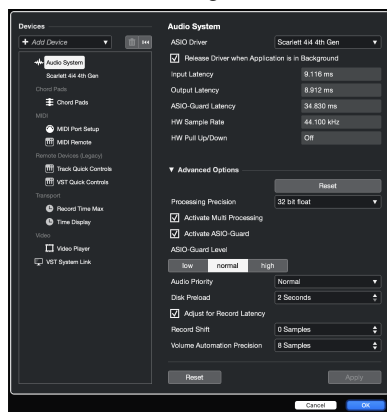 Devices
Add Device
Audio System
Scarlett 4i4 4th Gen
Chord Pads
Chord Pads
MIDI
MIDI Port Setup
MIDI Remote
Remote Devices (Legacy)
Track Quick Controls
VST Quick Controls
Transport
Record Time Max
Time Display
Video
Video Player
VST System Link
Audio System
ASIO Driver Scarlett 4i4 4th Gen
Release Driver when Application is in Background
Input Latency 9.116 ms
Output Latency 8.912 ms
ASIO-Guard Latency 34.830 ms
HW Sample Rate 44.100 kHz
HW Pull Up/Down Off
Advanced Options
Reset
Processing Precision 32 bit float
Activate Multi Processing
Activate ASIO-Guard
ASIO-Guard Level
low normal high
Audio Priority Normal
Disk Preload 2 Seconds
Adjust for Record Latency
Record Shift 0 Samples
Volume Automation Precision 8 Samples
Reset Apply
Cancel OK